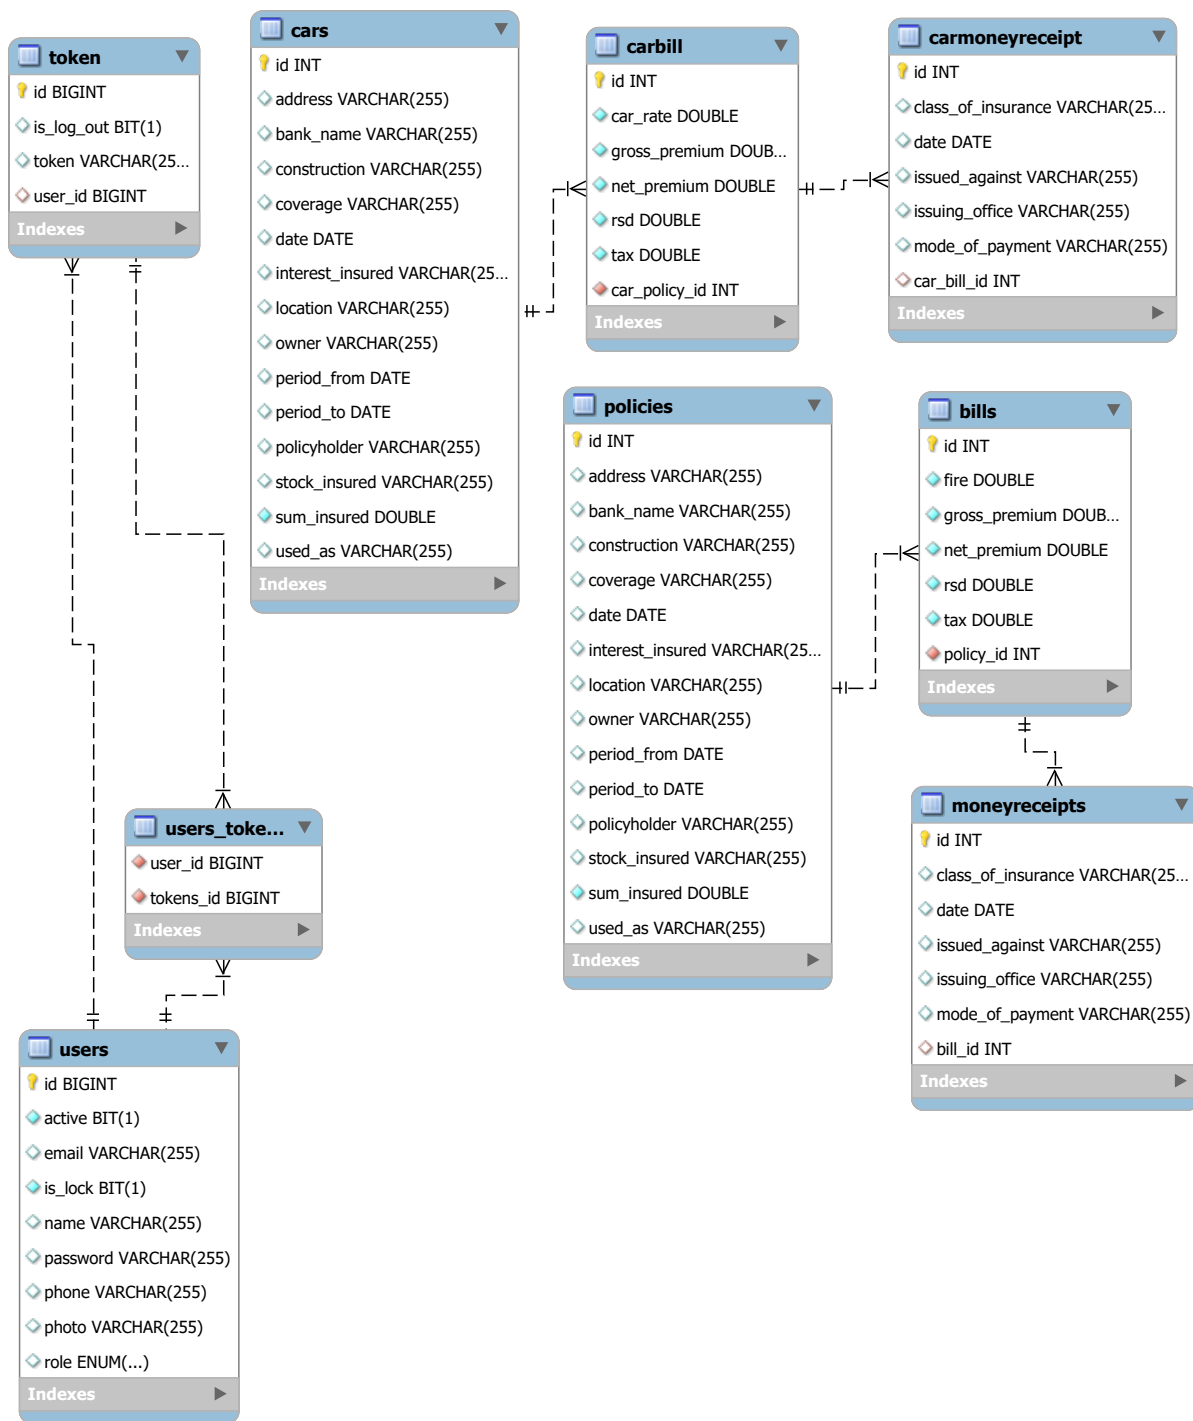 token
id BIGINT
is_log_out BIT(1)
token VARCHAR(25...
user_id BIGINT
Indexes
cars
id INT
address VARCHAR(255)
bank_name VARCHAR(255)
construction VARCHAR(255)
coverage VARCHAR(255)
date DATE
interest_insured VARCHAR(25...
location VARCHAR(255)
owner VARCHAR(255)
period_from DATE
period_to DATE
policyholder VARCHAR(255)
stock_insured VARCHAR(255)
sum_insured DOUBLE
used_as VARCHAR(255)
Indexes
carbill
id INT
car_rate DOUBLE
gross_premium DOUB...
net_premium DOUBLE
rsd DOUBLE
tax DOUBLE
car_policy_id INT
Indexes
carmoneyreceipt
id INT
class_of_insurance VARCHAR(25...
date DATE
issued_against VARCHAR(255)
issuing_office VARCHAR(255)
mode_of_payment VARCHAR(255)
car_bill_id INT
Indexes
policies
id INT
address VARCHAR(255)
bank_name VARCHAR(255)
construction VARCHAR(255)
coverage VARCHAR(255)
date DATE
interest_insured VARCHAR(25...
location VARCHAR(255)
owner VARCHAR(255)
period_from DATE
period_to DATE
policyholder VARCHAR(255)
stock_insured VARCHAR(255)
sum_insured DOUBLE
used_as VARCHAR(255)
Indexes
bills
id INT
fire DOUBLE
gross_premium DOUB...
net_premium DOUBLE
rsd DOUBLE
tax DOUBLE
policy_id INT
Indexes
moneyreceipts
id INT
class_of_insurance VARCHAR(25...
date DATE
issued_against VARCHAR(255)
issuing_office VARCHAR(255)
mode_of_payment VARCHAR(255)
bill_id INT
Indexes
users_toke...
user_id BIGINT
tokens_id BIGINT
Indexes
users
id BIGINT
active BIT(1)
email VARCHAR(255)
is_lock BIT(1)
name VARCHAR(255)
password VARCHAR(255)
phone VARCHAR(255)
photo VARCHAR(255)
role ENUM(...)
Indexes